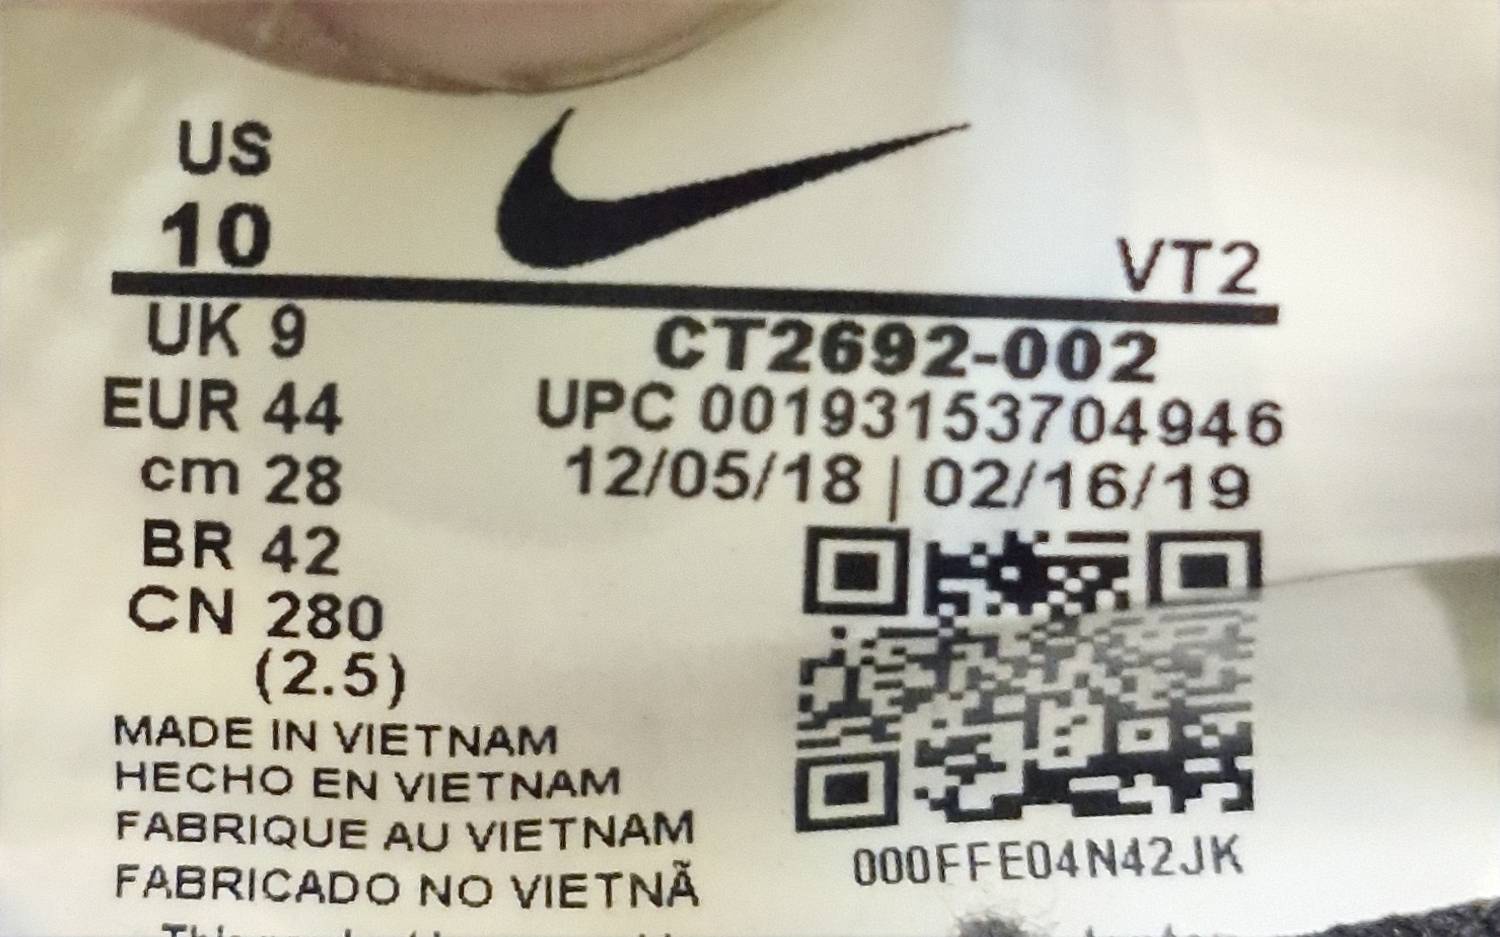 US
10
VT2
UK 9
CT2692-002
EUR 44
UPC 00193153704946
cm 28
12/05/18 | 02/16/19
BR 42
CN 280
(2.5)
MADE IN VIETNAM
HECHO EN VIETNAM
FABRIQUE AU VIETNAM
FABRICADO NO VIETNÃ
000FFE04N42JK